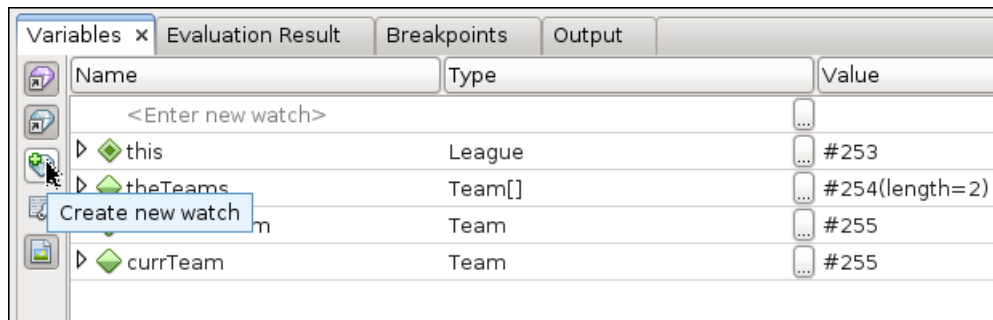 Variables × Evaluation Result Breakpoints Output
Name Type Value
<Enter new watch>
this League ... #253
theTeams Team[] ... #254(length=2)
Create new watch
m Team ... #255
currTeam Team ... #255